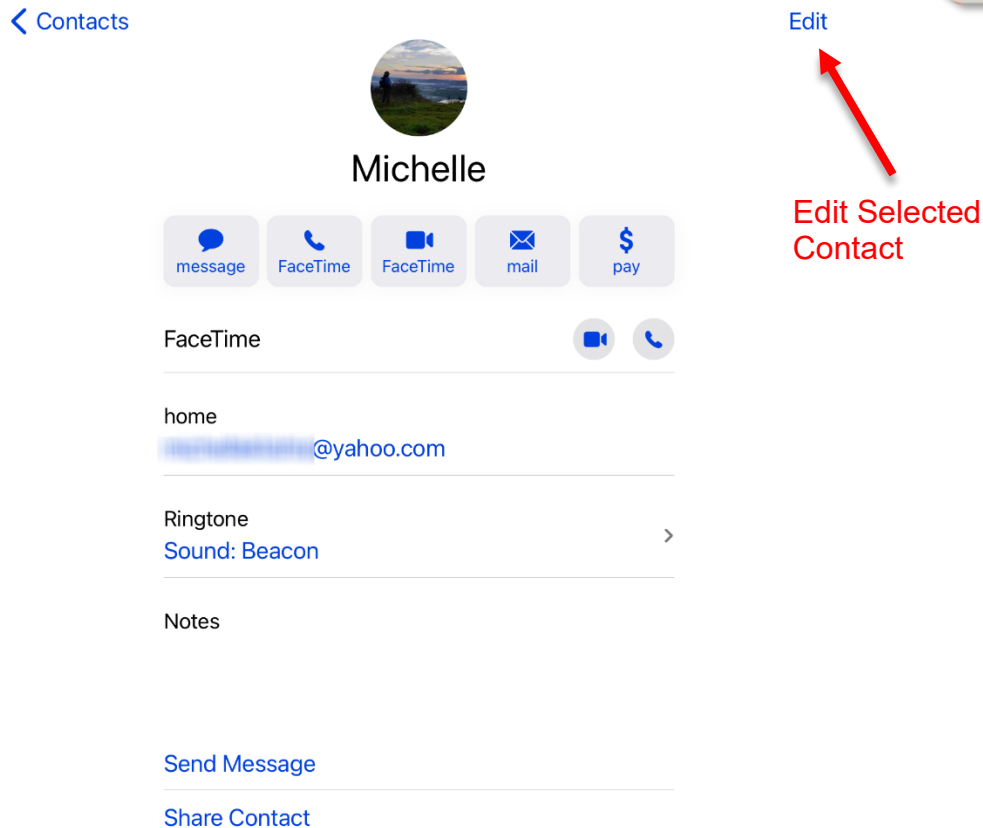 Contacts
Edit
Michelle
Edit Selected
Contact
message
FaceTime
FaceTime
mail
pay
FaceTime
home
@yahoo.com
Ringtone
Sound: Beacon
Notes
Send Message
Share Contact